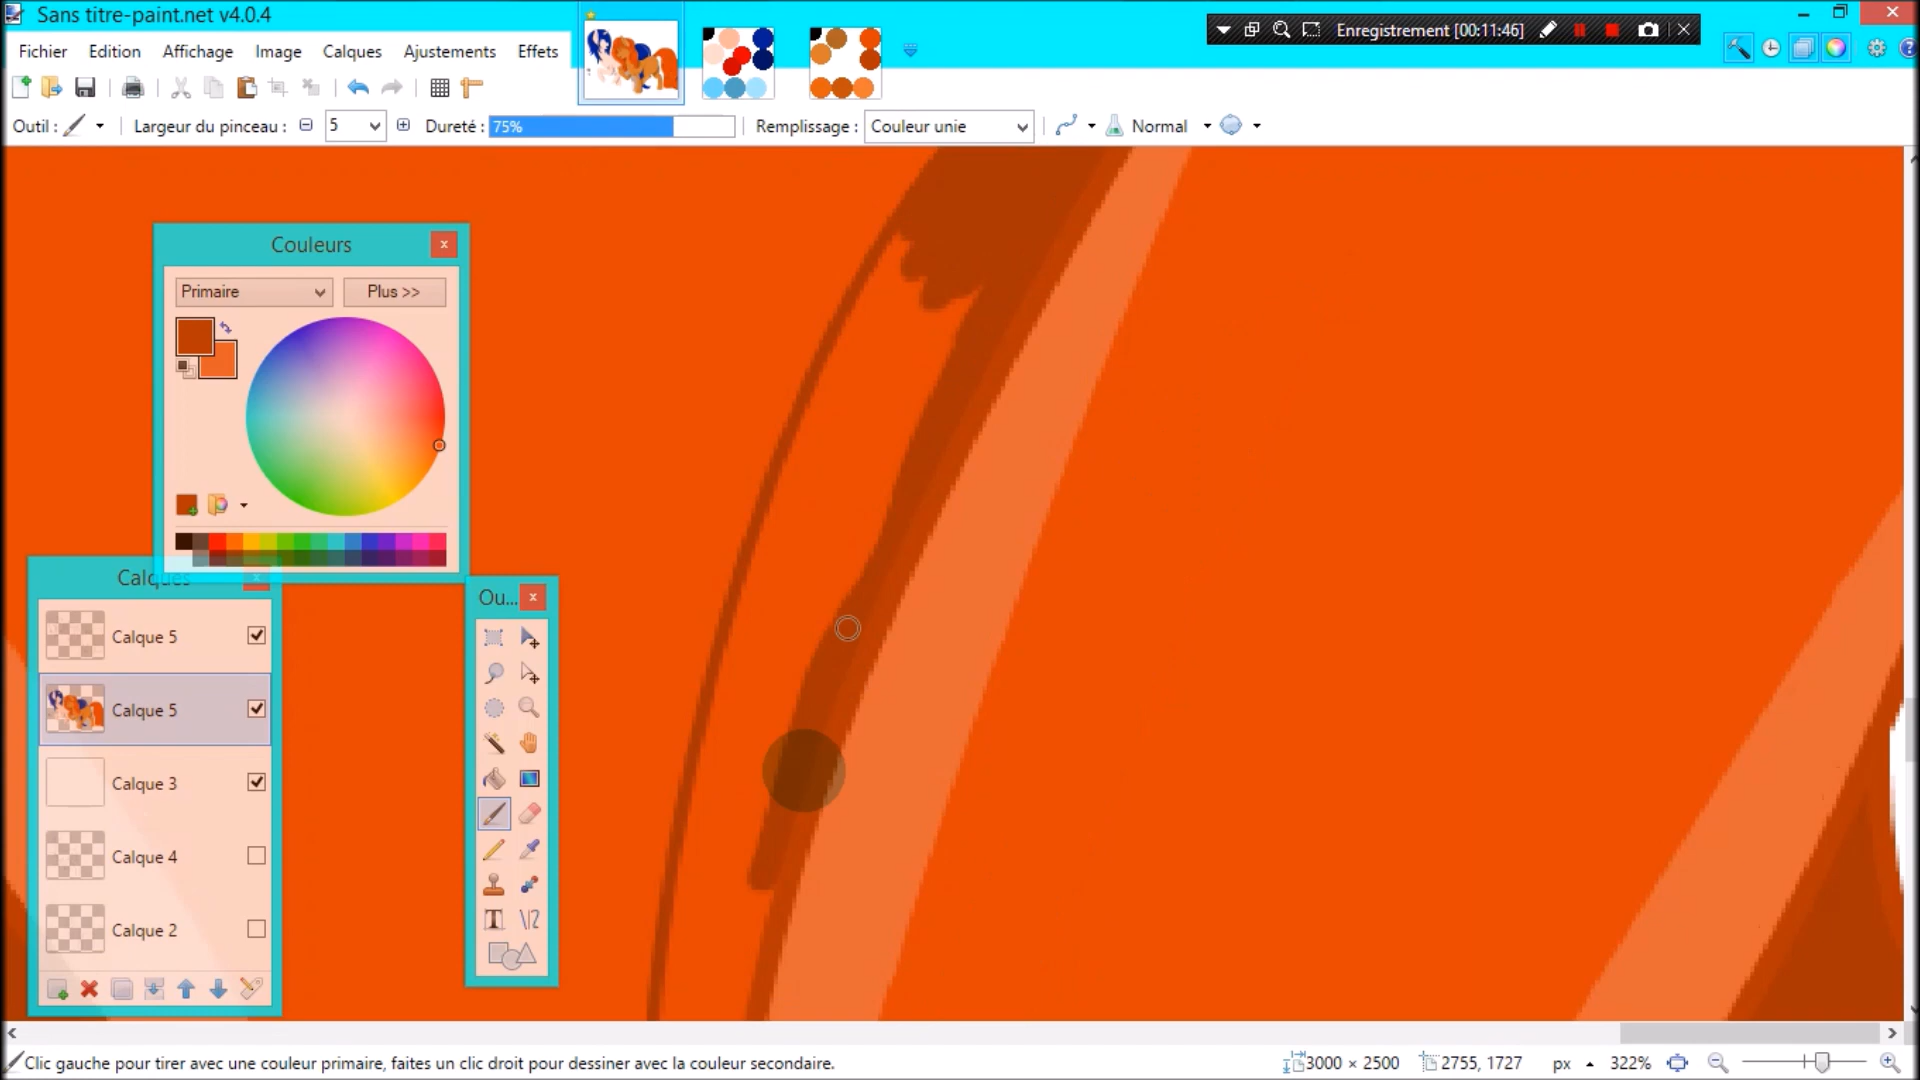 Sans titre-paint.net v4.0.4
Enregistrement [00:11:46]
Fichier Edition Affichage Image Calques Ajustements Effets
Outil : Largeur du pinceau : 5 Dureté : 75% Remplissage : Couleur unie Normal
Couleurs
Primaire Plus >>
Calques
Ou...
Calque 5
Calque 5
Calque 3
Calque 4
Calque 2
Clic gauche pour tirer avec une couleur primaire, faites un clic droit pour dessiner avec la couleur secondaire. 3000 × 2500 2755, 1727 px 322%